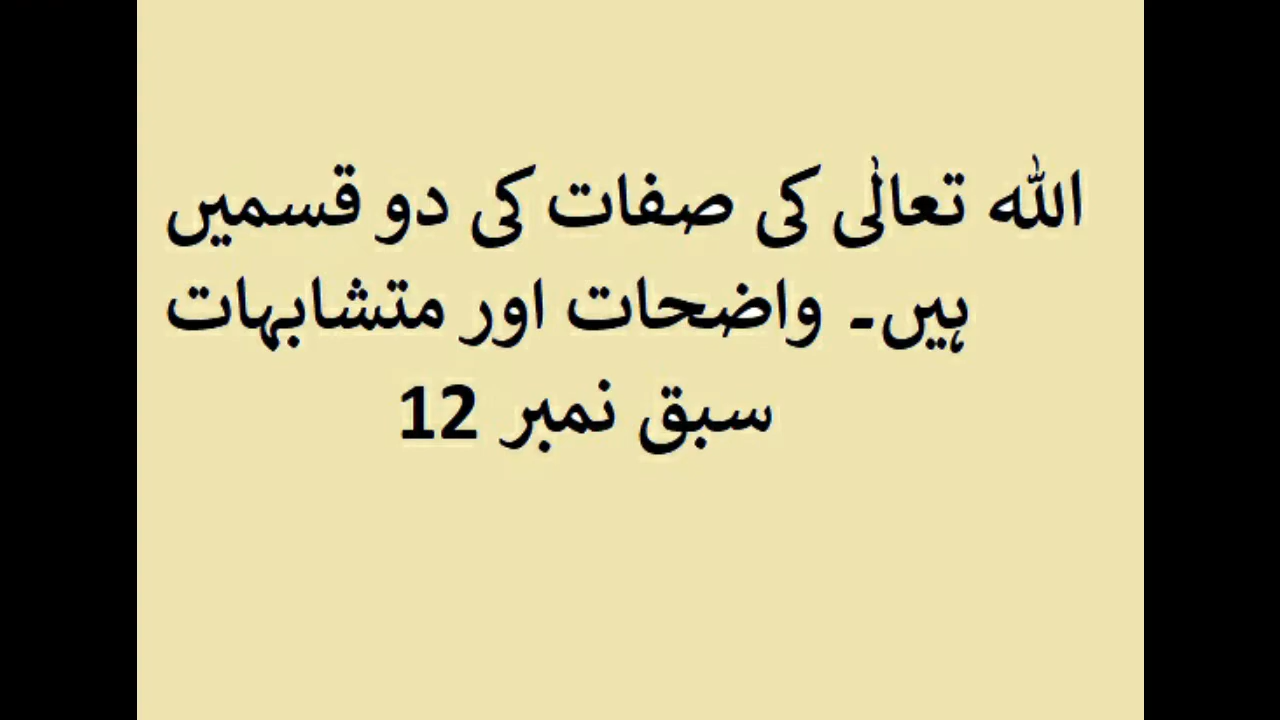 اللہ تعالٰی کی صفات کی دو قسمیں
ہیں۔ واضحات اور متشابہات
سبق نمبر 12